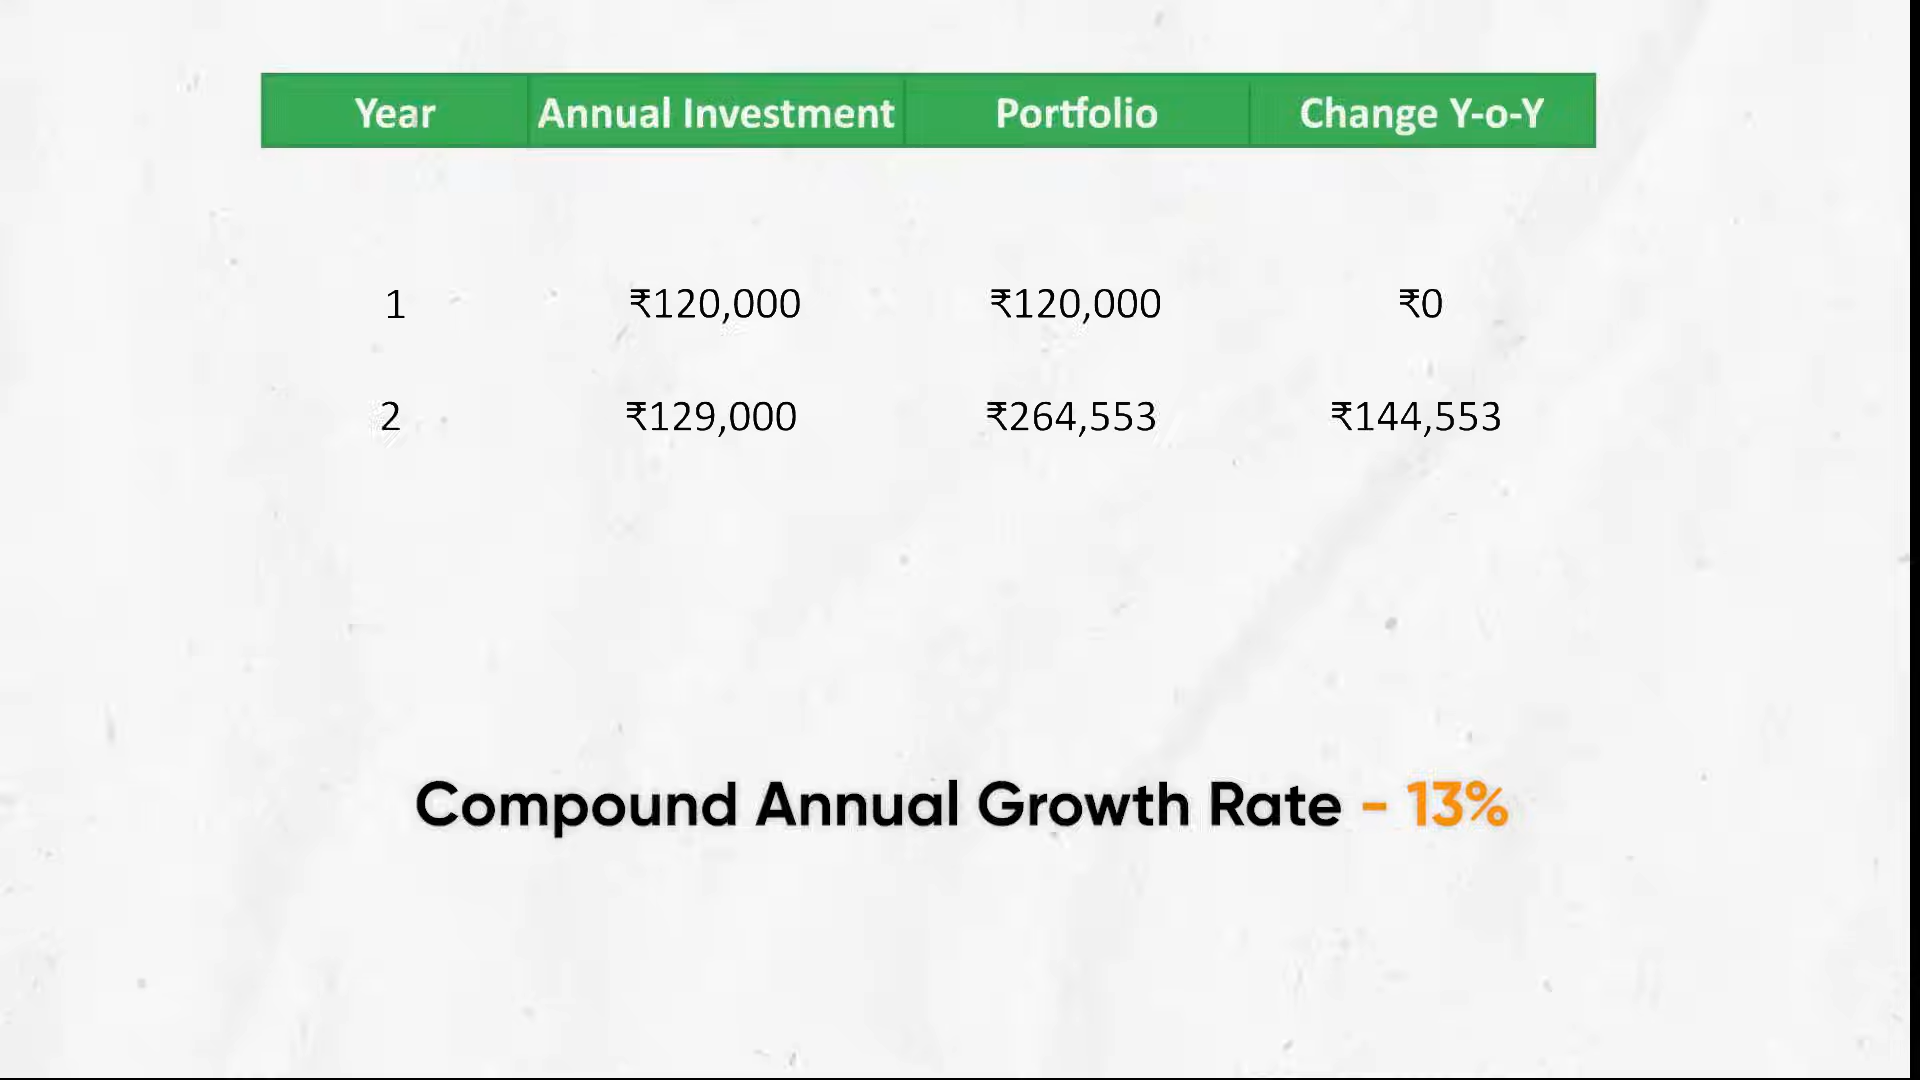 Year Annual Investment Portfolio Change Y-o-Y
1 ₹120,000 ₹120,000 ₹0
2 ₹129,000 ₹264,553 ₹144,553
Compound Annual Growth Rate - 13%